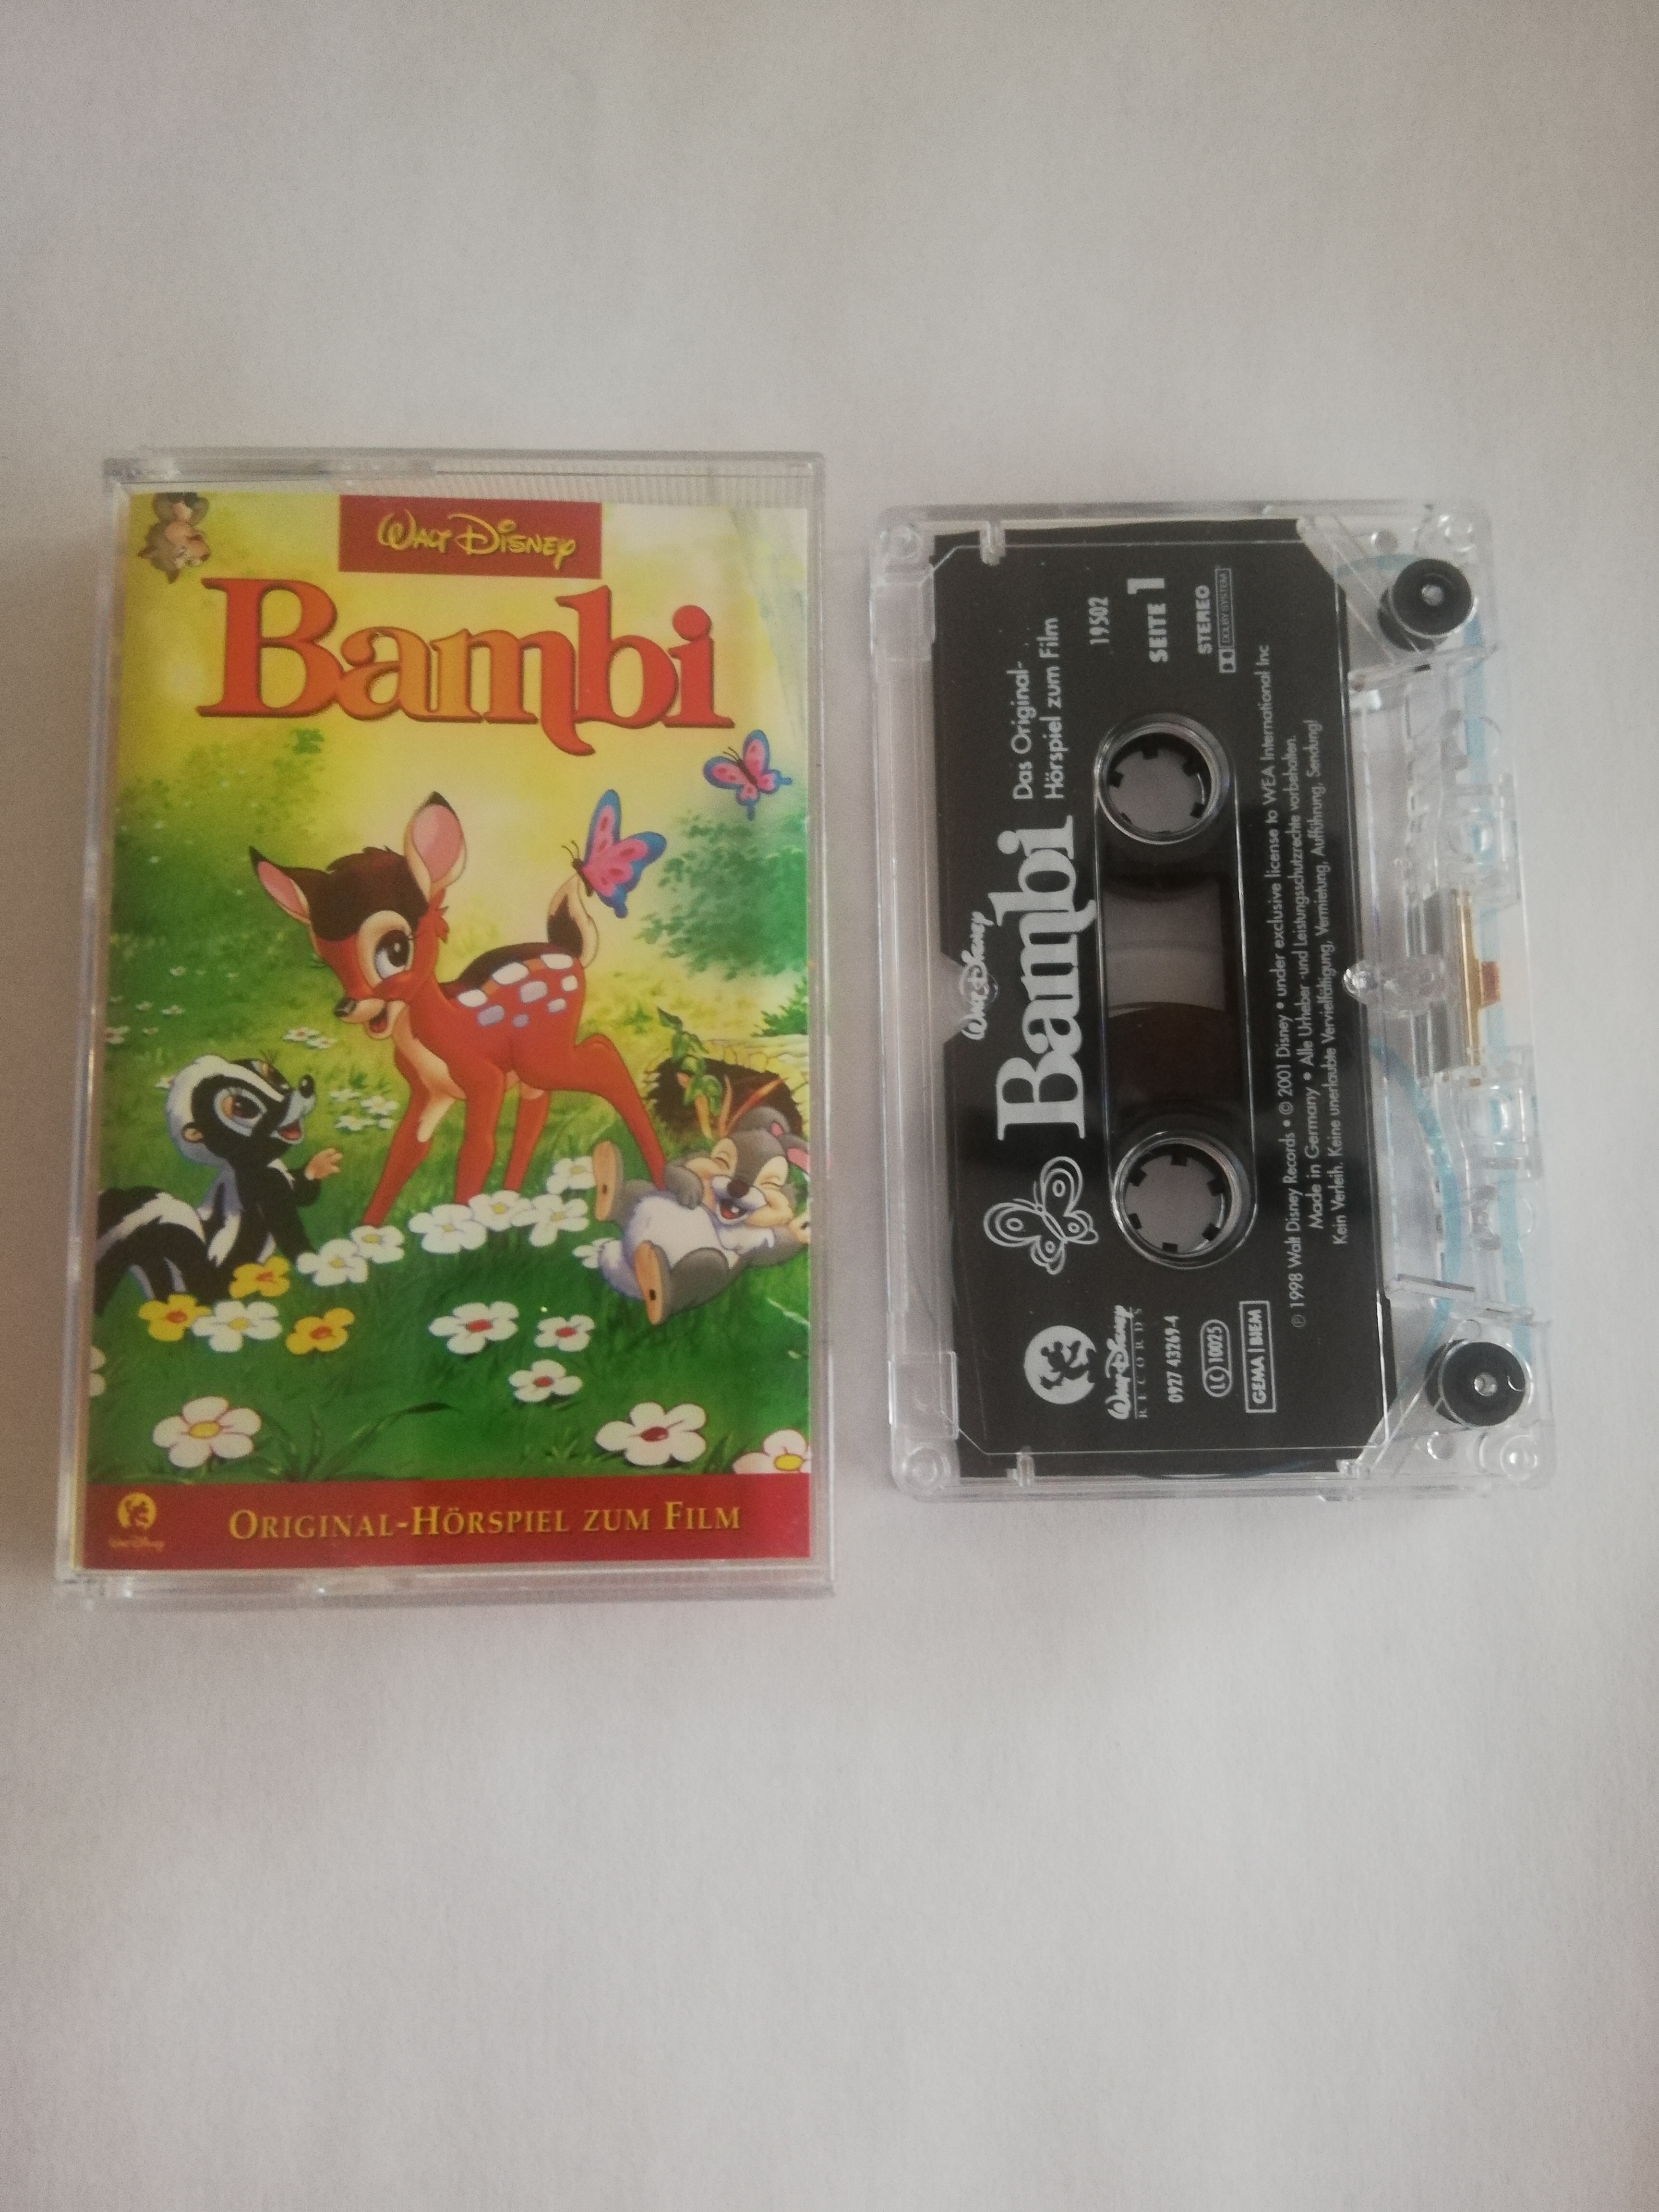 WALT DISNEY
Bambi
Walt Disney
ORIGINAL-HÖRSPIEL ZUM FILM
Walt Disney
Bambi
Das Original-
Hörspiel zum Film
19502
SEITE 1
STEREO
DOLBY SYSTEM
Walt Disney
RECORDS
0927 43269-4
LC 10025
GEMA | BIEM
℗ 1998 Walt Disney Records • © 2001 Disney • under exclusive license to WEA International Inc
Made in Germany • Alle Urheber -und Leistungsschutzrechte vorbehalten.
Kein Verleih. Keine unerlaubte Vervielfältigung, Vermietung, Aufführung, Sendung!